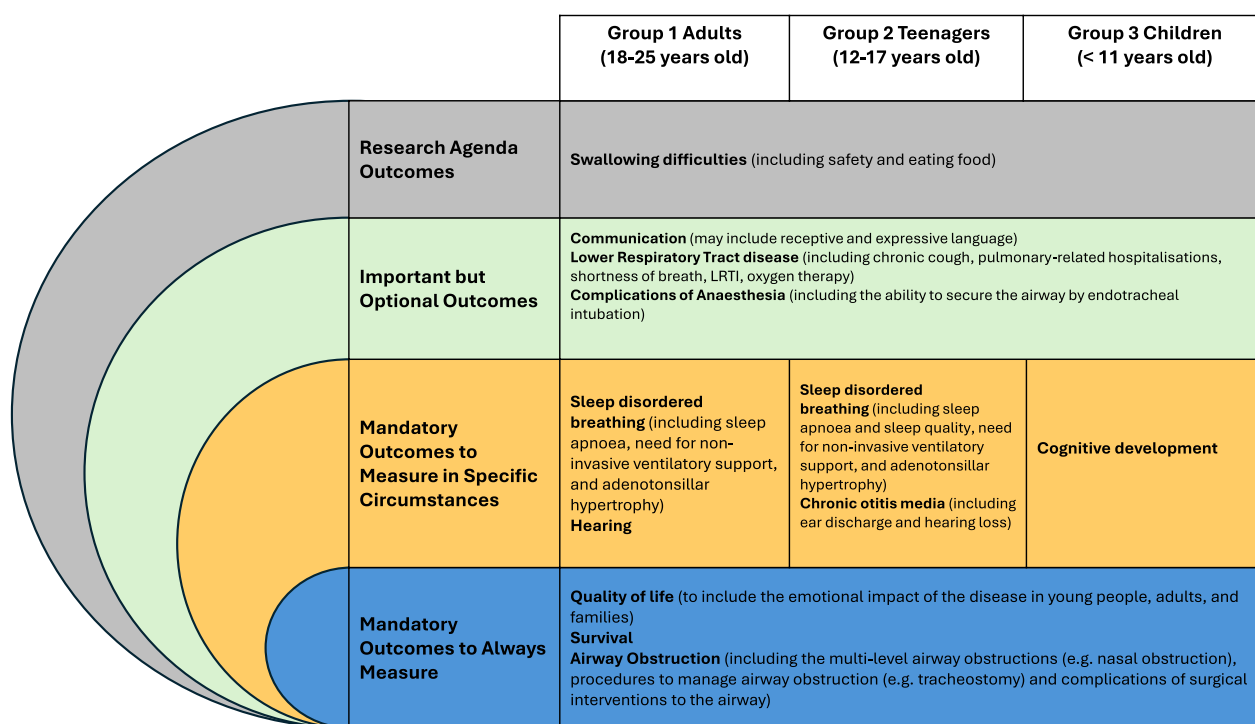 Group 1 Adults
(18-25 years old)
Group 2 Teenagers
(12-17 years old)
Group 3 Children
(< 11 years old)
Research Agenda
Outcomes
Swallowing difficulties (including safety and eating food)
Important but
Optional Outcomes
Communication (may include receptive and expressive language)
Lower Respiratory Tract disease (including chronic cough, pulmonary-related hospitalisations,
shortness of breath, LRTI, oxygen therapy)
Complications of Anaesthesia (including the ability to secure the airway by endotracheal
intubation)
Mandatory
Outcomes to
Measure in Specific
Circumstances
Sleep disordered
breathing (including sleep
apnoea, need for non-
invasive ventilatory support,
and adenotonsillar
hypertrophy)
Hearing
Sleep disordered
breathing (including sleep
apnoea and sleep quality, need
for non-invasive ventilatory
support, and adenotonsillar
hypertrophy)
Chronic otitis media (including
ear discharge and hearing loss)
Cognitive development
Mandatory
Outcomes to Always
Measure
Quality of life (to include the emotional impact of the disease in young people, adults, and
families)
Survival
Airway Obstruction (including the multi-level airway obstructions (e.g. nasal obstruction),
procedures to manage airway obstruction (e.g. tracheostomy) and complications of surgical
interventions to the airway)